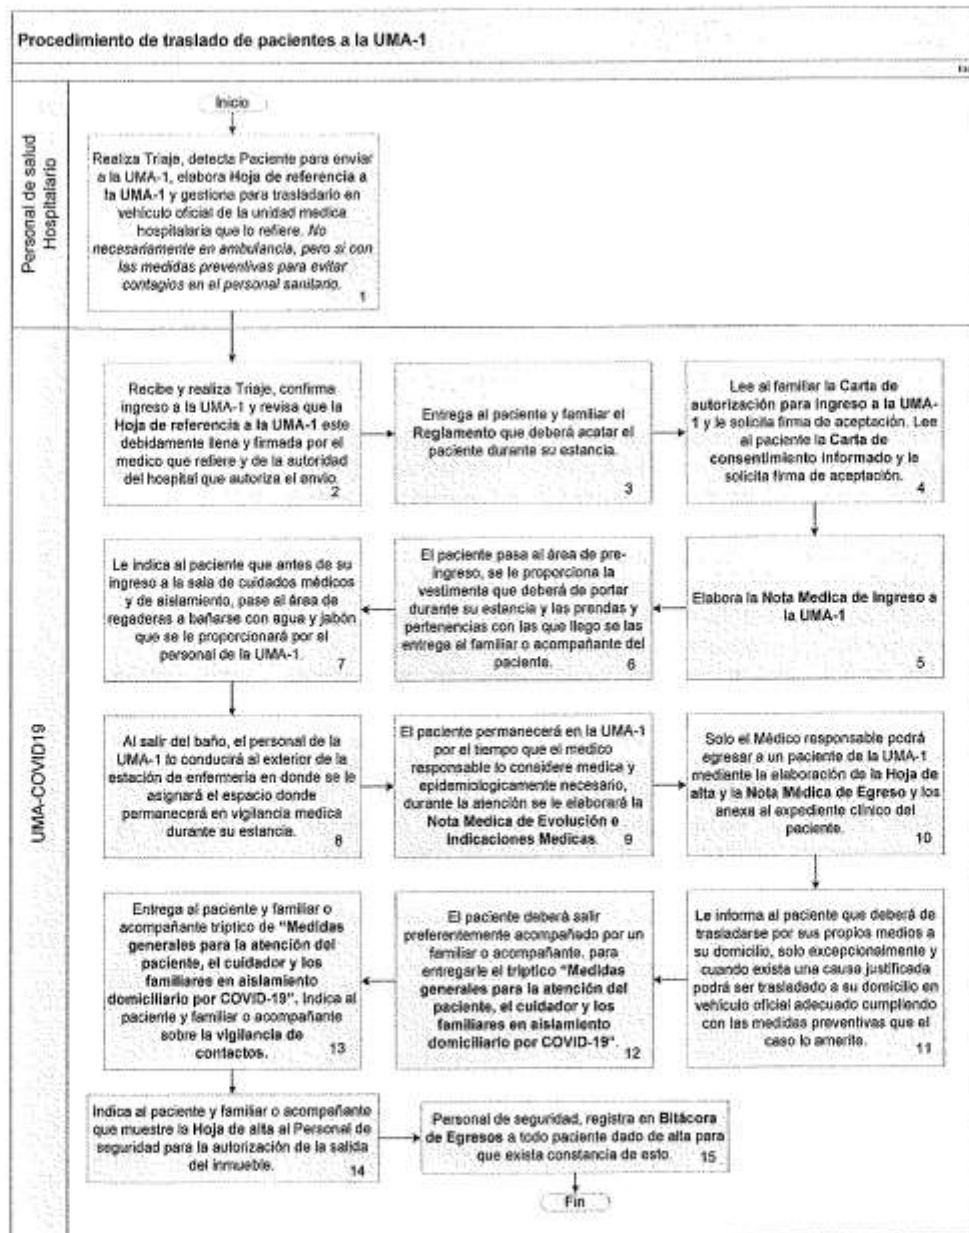 Procedimiento de traslado de pacientes a la UMA-1
Personal de salud
Hospitalario
Inicio
Realiza Triaje, detecta Paciente para enviar
a la UMA-1, elabora Hoja de referencia a
la UMA-1 y gestiona para trasladarlo en
vehículo oficial de la unidad medica
hospitalaria que lo refiere. No
necesariamente en ambulancia, pero si con
las medidas preventivas para evitar
contagios en el personal sanitario.
1
UMA-COVID19
Recibe y realiza Triaje, confirma
ingreso a la UMA-1 y revisa que la
Hoja de referencia a la UMA-1 este
debidamente llena y firmada por el
medico que refiere y de la autoridad
del hospital que autoriza el envío.
2
Entrega al paciente y familiar el
Reglamento que deberá acatar el
paciente durante su estancia.
3
Lee al familiar la Carta de
autorización para ingreso a la UMA-
1 y le solicita firma de aceptación. Lee
al paciente la Carta de
consentimiento informado y le
solicita firma de aceptación.
4
Elabora la Nota Medica de Ingreso a
la UMA-1
5
El paciente pasa al área de pre-
ingreso, se le proporciona la
vestimenta que deberá de portar
durante su estancia y las prendas y
pertenencias con las que llego se las
entrega al familiar o acompañante del
paciente.
6
Le indica al paciente que antes de su
ingreso a la sala de cuidados médicos
y de aislamiento, pase al área de
regaderas a bañarse con agua y jabón
que se le proporcionará por el
personal de la UMA-1.
7
Al salir del baño, el personal de la
UMA-1 lo conducirá al exterior de la
estación de enfermería en donde se le
asignará el espacio donde
permanecerá en vigilancia medica
durante su estancia.
8
El paciente permanecerá en la UMA-1
por el tiempo que el medico
responsable lo considere medica y
epidemiologicamente necesario,
durante la atención se le elaborará la
Nota Medica de Evolución e
Indicaciones Medicas.
9
Solo el Médico responsable podrá
egresar a un paciente de la UMA-1
mediante la elaboración de la Hoja de
alta y la Nota Médica de Egreso y los
anexa al expediente clínico del
paciente.
10
Le informa al paciente que deberá de
trasladarse por sus propios medios a
su domicilio, solo excepcionalmente y
cuando exista una causa justificada
podrá ser trasladado a su domicilio en
vehículo oficial adecuado cumpliendo
con las medidas preventivas que el
caso lo amerite.
11
El paciente deberá salir
preferentemente acompañado por un
familiar o acompañante, para
entregarle el tríptico "Medidas
generales para la atención del
paciente, el cuidador y los
familiares en aislamiento
domiciliario por COVID-19".
12
Entrega al paciente y familiar o
acompañante tríptico de "Medidas
generales para la atención del
paciente, el cuidador y los
familiares en aislamiento
domiciliario por COVID-19". Indica al
paciente y familiar o acompañante
sobre la vigilancia de
contactos.
13
Indica al paciente y familiar o acompañante
que muestre la Hoja de alta al Personal de
seguridad para la autorización de la salida
del inmueble.
14
Personal de seguridad, registra en Bitácora
de Egresos a todo paciente dado de alta para
que exista constancia de esto.
15
Fin